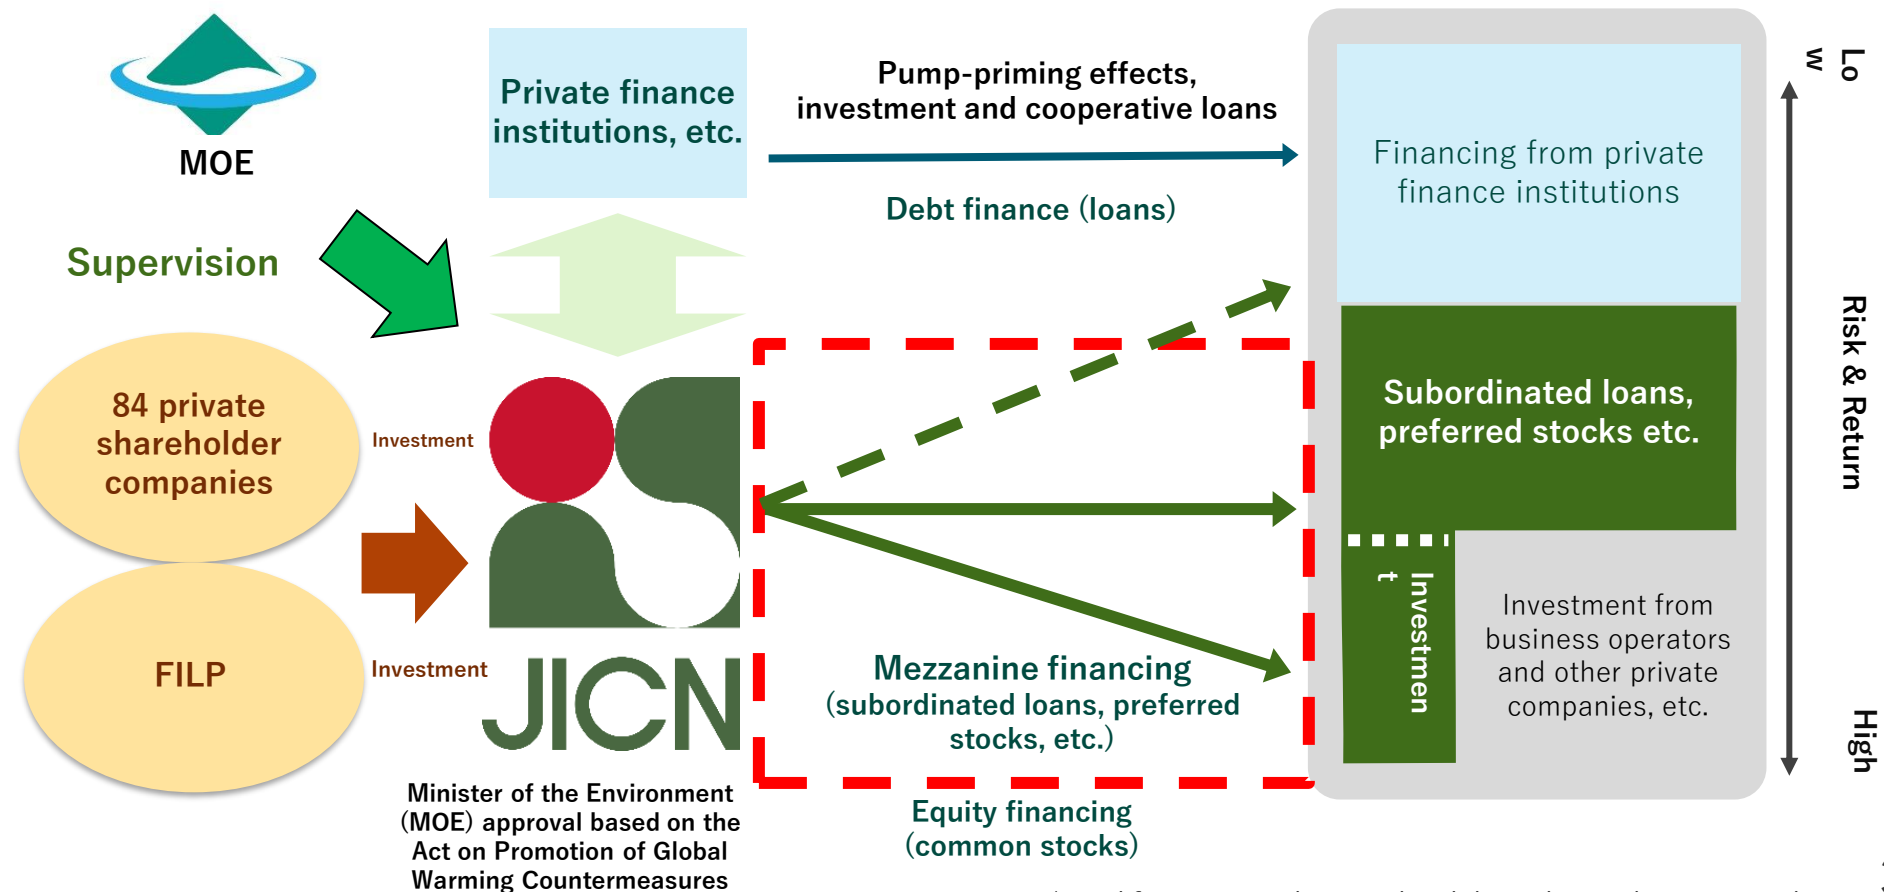 MOE
Supervision
84 private
shareholder
companies
FILP
Investment
Investment
Private finance
institutions, etc.
JICN
Minister of the Environment
(MOE) approval based on the
Act on Promotion of Global
Warming Countermeasures
Pump-priming effects,
investment and cooperative loans
Debt finance (loans)
Mezzanine financing
(subordinated loans, preferred
stocks, etc.)
Equity financing
(common stocks)
Financing from private
finance institutions
Subordinated loans,
preferred stocks etc.
Investmen
t
Investment from
business operators
and other private
companies, etc.
Lo
w
Risk & Return
High